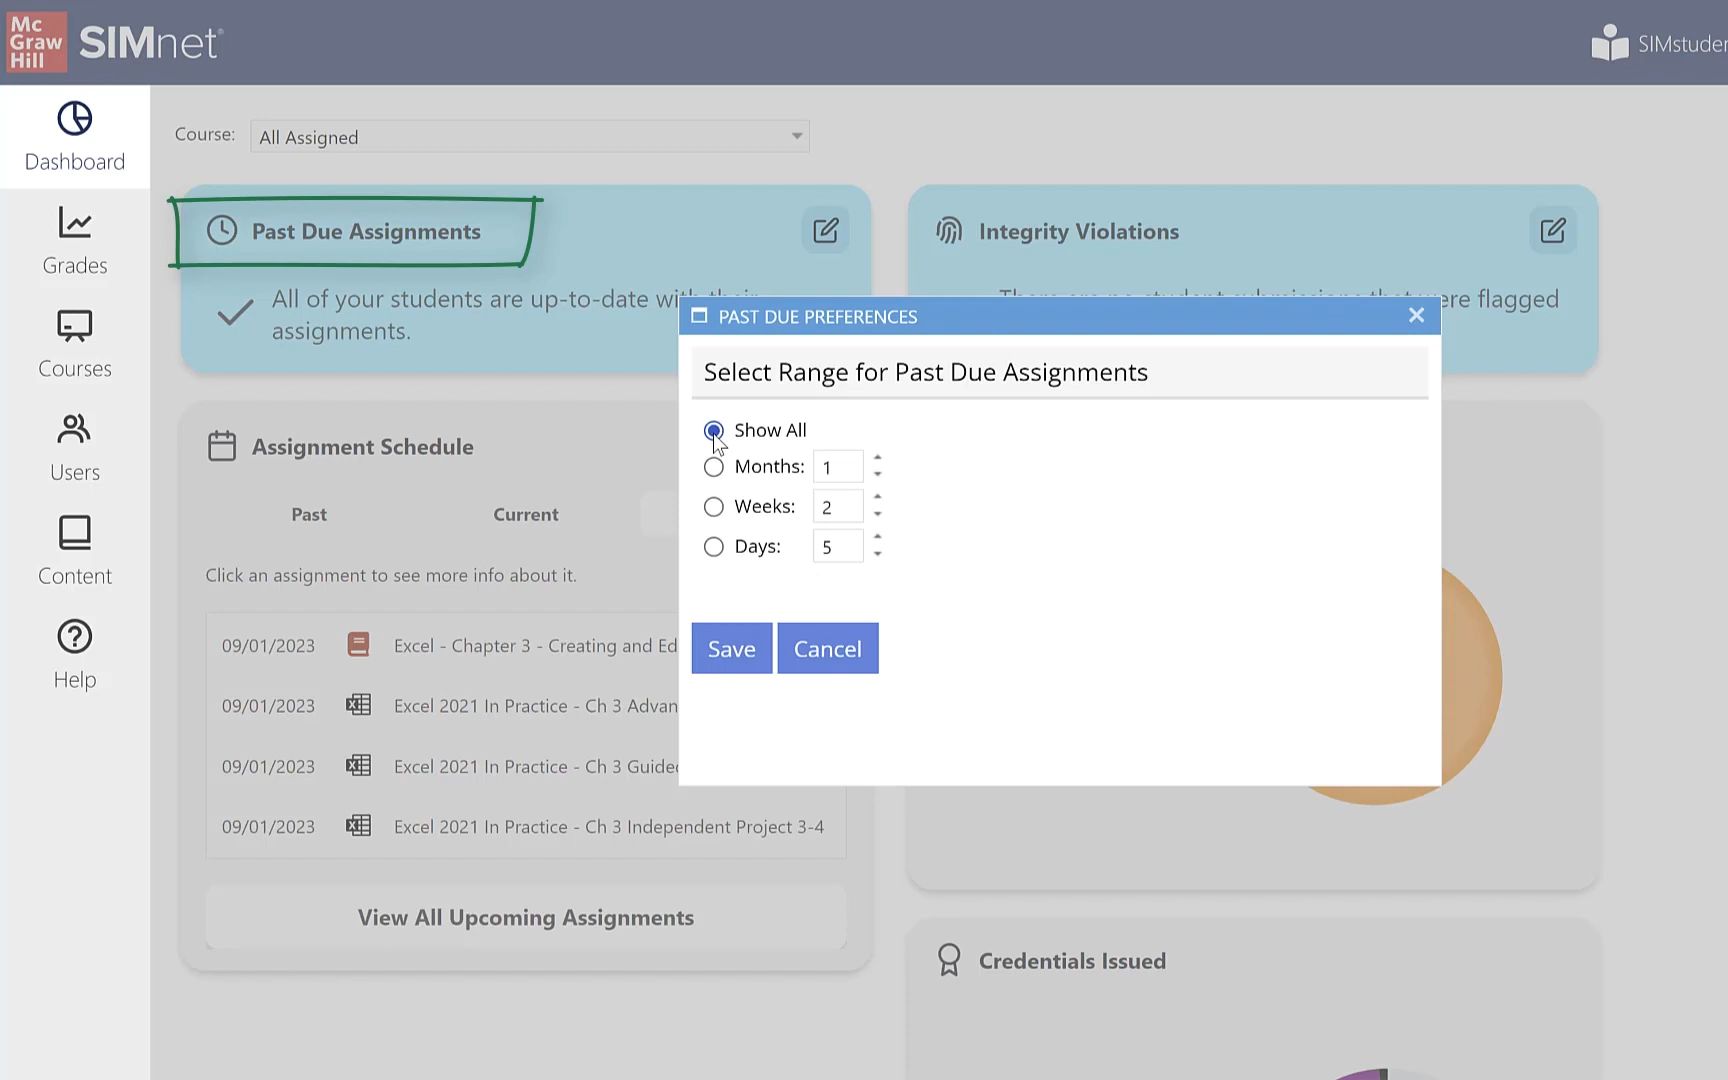 Mc
Graw
Hill
SIMnet
Dashboard
Grades
Courses
Users
Content
Help
Course: All Assigned
Past Due Assignments
All of your students are up-to-date with their
assignments.
Integrity Violations
flagged
PAST DUE PREFERENCES
Select Range for Past Due Assignments
Show All
Months: 1
Weeks: 2
Days: 5
Save Cancel
Assignment Schedule
Past Current
Click an assignment to see more info about it.
09/01/2023 Excel - Chapter 3 - Creating and Ed
09/01/2023 Excel 2021 In Practice - Ch 3 Advan
09/01/2023 Excel 2021 In Practice - Ch 3 Guided
09/01/2023 Excel 2021 In Practice - Ch 3 Independent Project 3-4
View All Upcoming Assignments
Credentials Issued